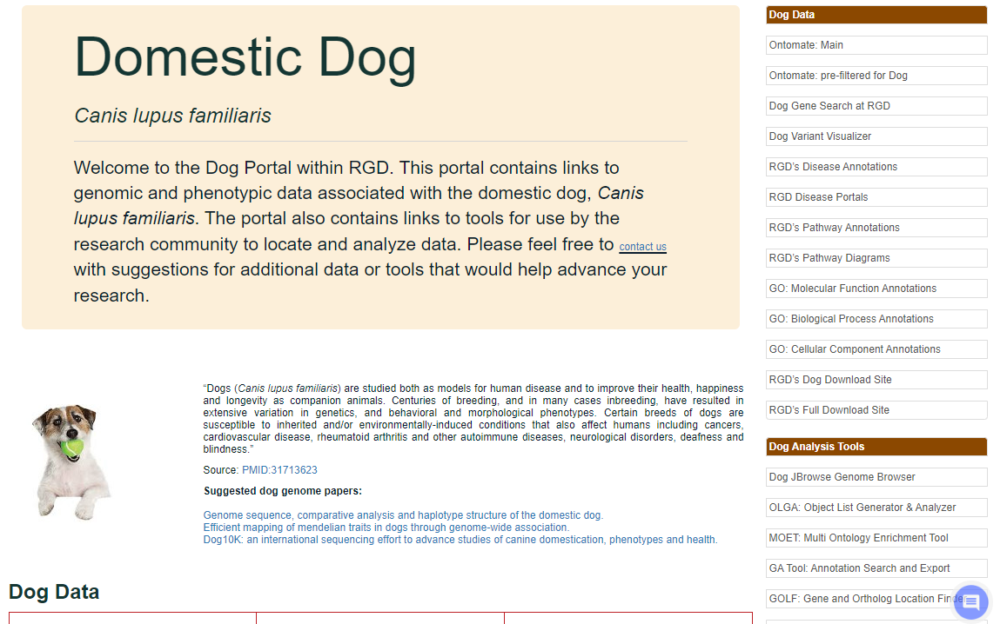 Domestic Dog
Canis lupus familiaris
Welcome to the Dog Portal within RGD. This portal contains links to
genomic and phenotypic data associated with the domestic dog, Canis
lupus familiaris. The portal also contains links to tools for use by the
research community to locate and analyze data. Please feel free to contact us
with suggestions for additional data or tools that would help advance your
research.
“Dogs (Canis lupus familiaris) are studied both as models for human disease and to improve their health, happiness
and longevity as companion animals. Centuries of breeding, and in many cases inbreeding, have resulted in
extensive variation in genetics, and behavioral and morphological phenotypes. Certain breeds of dogs are
susceptible to inherited and/or environmentally-induced conditions that also affect humans including cancers,
cardiovascular disease, rheumatoid arthritis and other autoimmune diseases, neurological disorders, deafness and
blindness.”
Source: PMID:31713623
Suggested dog genome papers:
Genome sequence, comparative analysis and haplotype structure of the domestic dog.
Efficient mapping of mendelian traits in dogs through genome-wide association.
Dog10K: an international sequencing effort to advance studies of canine domestication, phenotypes and health.
Dog Data
Dog Data
Ontomate: Main
Ontomate: pre-filtered for Dog
Dog Gene Search at RGD
Dog Variant Visualizer
RGD’s Disease Annotations
RGD Disease Portals
RGD’s Pathway Annotations
RGD’s Pathway Diagrams
GO: Molecular Function Annotations
GO: Biological Process Annotations
GO: Cellular Component Annotations
RGD’s Dog Download Site
RGD’s Full Download Site
Dog Analysis Tools
Dog JBrowse Genome Browser
OLGA: Object List Generator & Analyzer
MOET: Multi Ontology Enrichment Tool
GA Tool: Annotation Search and Export
GOLF: Gene and Ortholog Location Finder